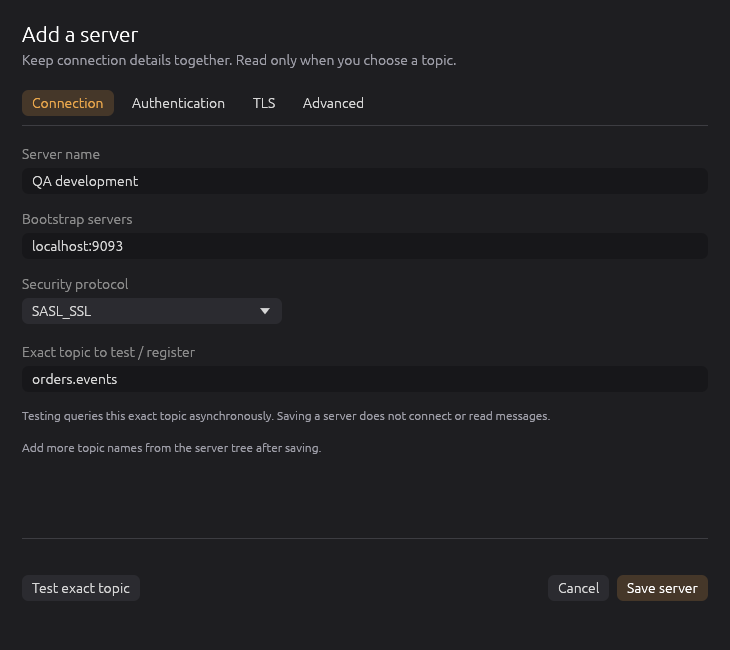 Add a server
Keep connection details together. Read only when you choose a topic.
Connection Authentication TLS Advanced
Server name
QA development
Bootstrap servers
localhost:9093
Security protocol
SASL_SSL
Exact topic to test / register
orders.events
Testing queries this exact topic asynchronously. Saving a server does not connect or read messages.
Add more topic names from the server tree after saving.
Test exact topic Cancel Save server